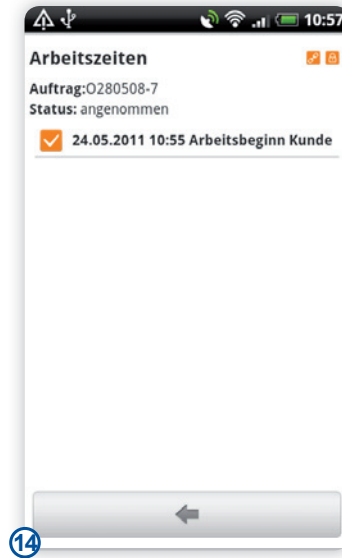 10:57
Arbeitszeiten
Auftrag:O280508-7
Status: angenommen
24.05.2011 10:55 Arbeitsbeginn Kunde
14